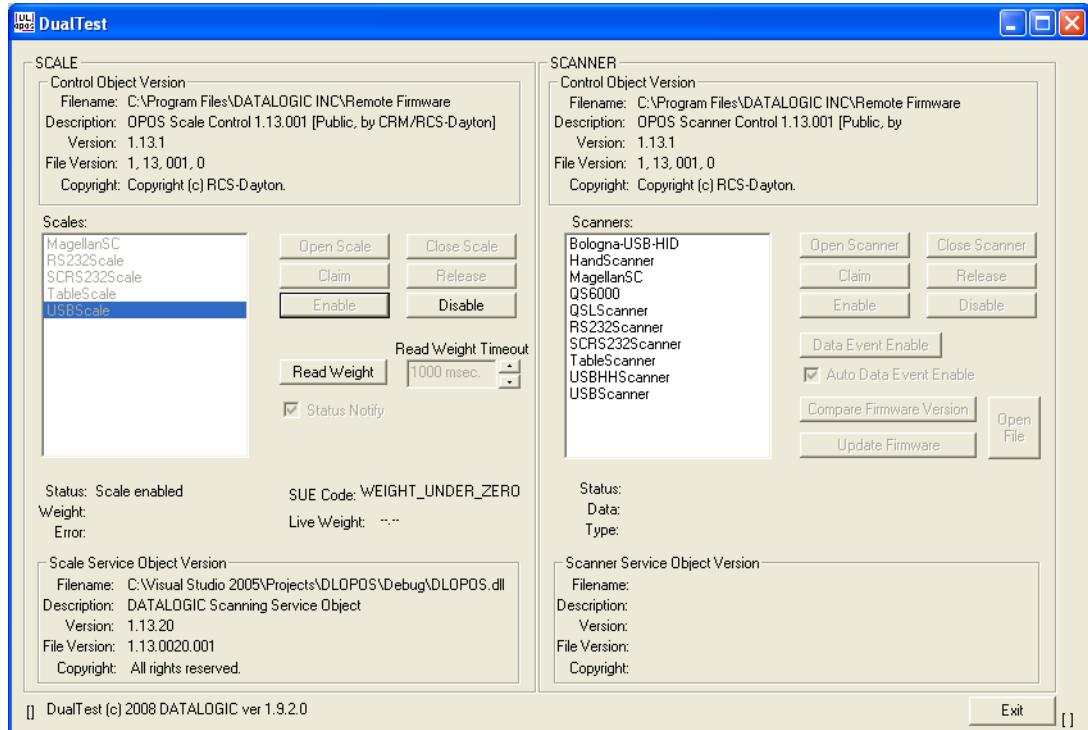 UL
opos
DualTest
SCALE
Control Object Version
Filename: C:\Program Files\DATALOGIC INC\Remote Firmware
Description: OPOS Scale Control 1.13.001 [Public, by CRM/RCS-Dayton]
Version: 1.13.1
File Version: 1, 13, 001, 0
Copyright: Copyright (c) RCS-Dayton.
Scales:
MagellanSC
RS232Scale
SCRS232Scale
TableScale
USBScale
Open Scale Close Scale
Claim Release
Enable Disable
Read Weight Timeout
Read Weight 1000 msec.
Status Notify
Status: Scale enabled
Weight:
Error:
SUE Code: WEIGHT_UNDER_ZERO
Live Weight: --.--
Scale Service Object Version
Filename: C:\Visual Studio 2005\Projects\DLOPOS\Debug\DLOPOS.dll
Description: DATALOGIC Scanning Service Object
Version: 1.13.20
File Version: 1.13.0020.001
Copyright: All rights reserved.
SCANNER
Control Object Version
Filename: C:\Program Files\DATALOGIC INC\Remote Firmware
Description: OPOS Scanner Control 1.13.001 [Public, by
Version: 1.13.1
File Version: 1, 13, 001, 0
Copyright: Copyright (c) RCS-Dayton.
Scanners:
Bologna-USB-HID
HandScanner
MagellanSC
QS6000
QSLScanner
RS232Scanner
SCRS232Scanner
TableScanner
USBHHScanner
USBScanner
Open Scanner Close Scanner
Claim Release
Enable Disable
Data Event Enable
Auto Data Event Enable
Compare Firmware Version
Update Firmware
Open
File
Status:
Data:
Type:
Scanner Service Object Version
Filename:
Description:
Version:
File Version:
Copyright:
[] DualTest (c) 2008 DATALOGIC ver 1.9.2.0
Exit
[ ]